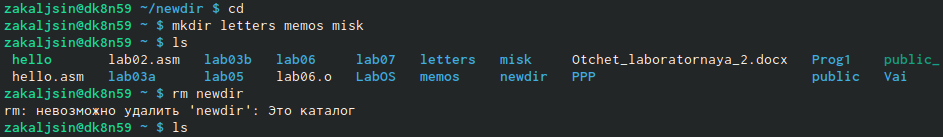 zakaljsin@dk8n59 ~/newdir $ cd
zakaljsin@dk8n59 ~ $ mkdir letters memos misk
zakaljsin@dk8n59 ~ $ ls
hello lab02.asm lab03b lab06 lab07 letters misk Otchet_laboratornaya_2.docx Prog1 public_
hello.asm lab03a lab05 lab06.o LabOS memos newdir PPP public Vai
zakaljsin@dk8n59 ~ $ rm newdir
rm: невозможно удалить 'newdir': Это каталог
zakaljsin@dk8n59 ~ $ ls